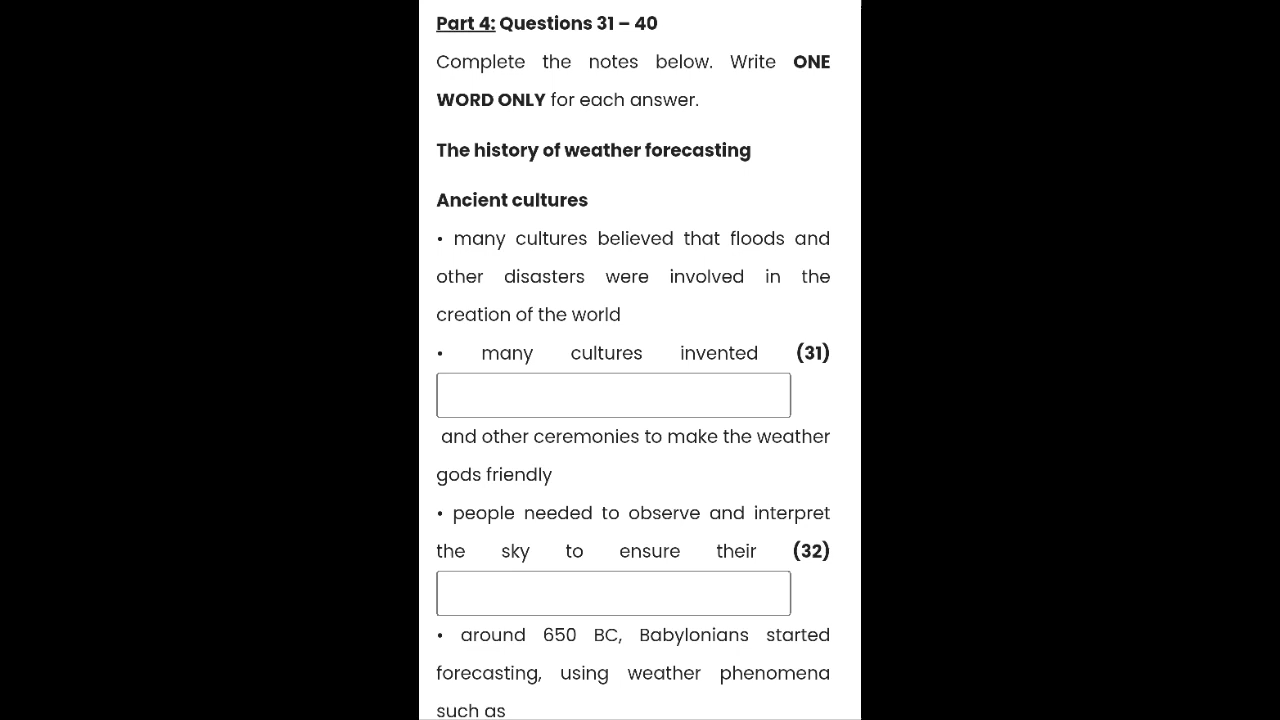 Part 4: Questions 31 – 40
Complete the notes below. Write ONE
WORD ONLY for each answer.
The history of weather forecasting
Ancient cultures
• many cultures believed that floods and
other disasters were involved in the
creation of the world
• many cultures invented (31)
and other ceremonies to make the weather
gods friendly
• people needed to observe and interpret
the sky to ensure their (32)
• around 650 BC, Babylonians started
forecasting, using weather phenomena
such as